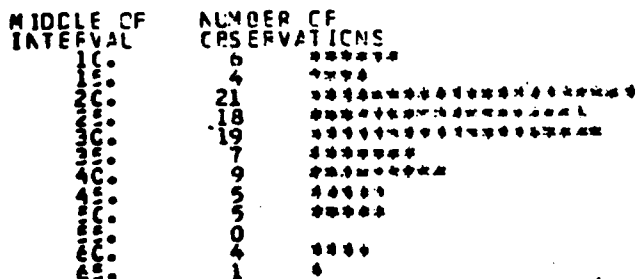 MIDDLE OF NUMBER OF
INTERVAL OBSERVATIONS
10. 6 ******
15. 4 ****
20. 21 *********************
25. 18 ******************
30. 19 *******************
35. 7 *******
40. 9 *********
45. 5 *****
50. 5 *****
55. 0
60. 4 ****
65. 1 *